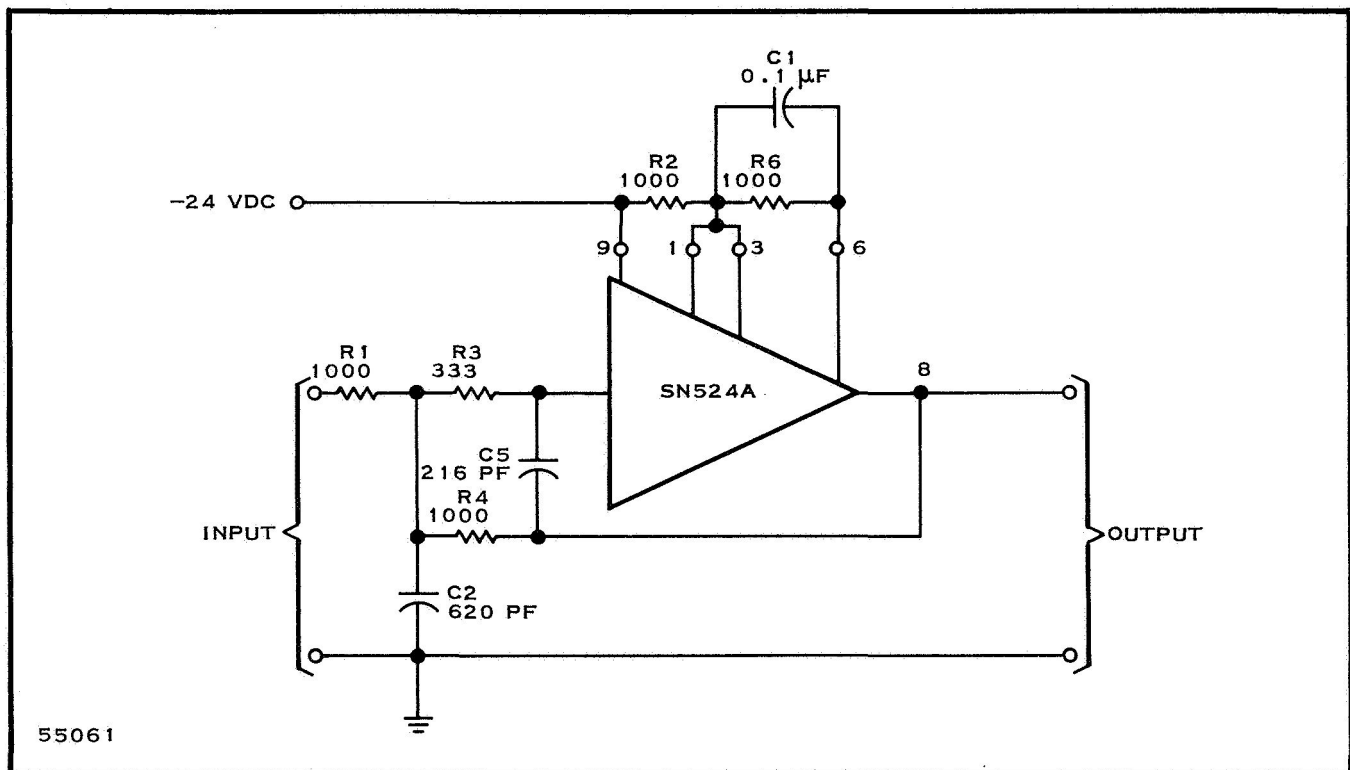 C1
0.1 µF
R2
1000
R6
1000
-24 VDC
9
1
3
6
R1
1000
R3
333
8
SN524A
C5
216 PF
R4
1000
INPUT
OUTPUT
C2
620 PF
55061